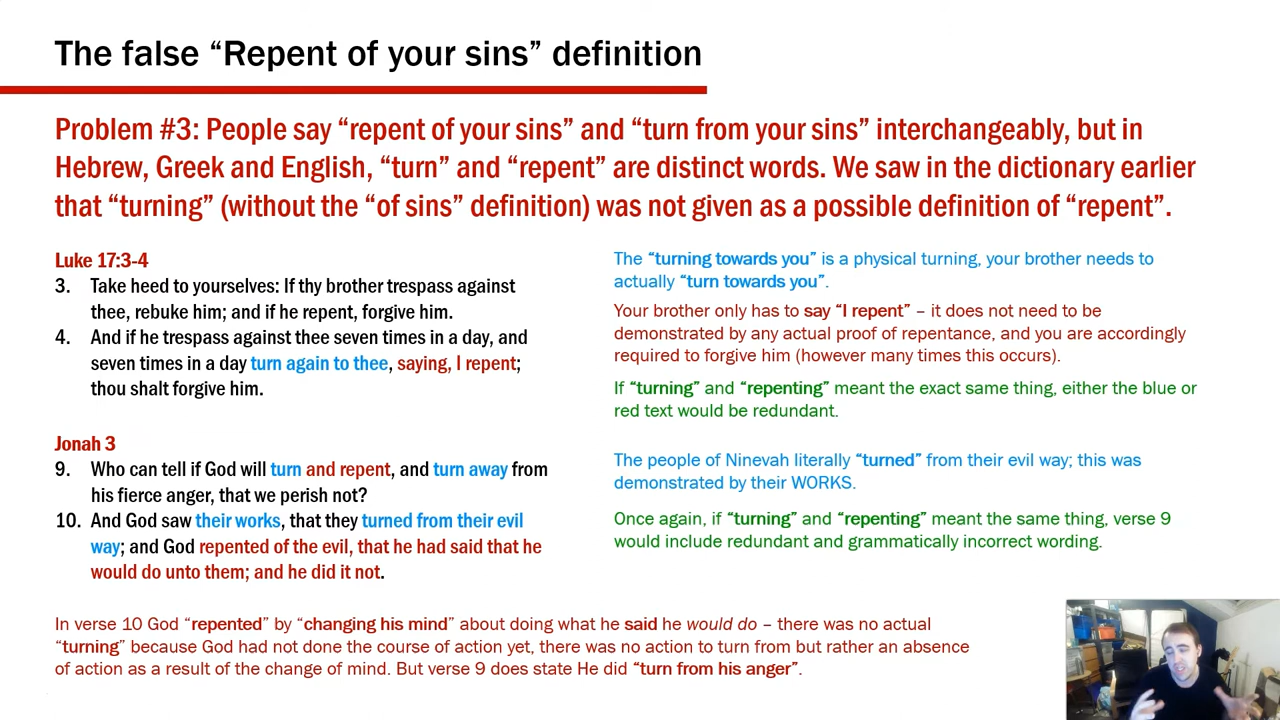 The false “Repent of your sins” definition
Problem #3: People say “repent of your sins” and “turn from your sins” interchangeably, but in
Hebrew, Greek and English, “turn” and “repent” are distinct words. We saw in the dictionary earlier
that “turning” (without the “of sins” definition) was not given as a possible definition of “repent”.
Luke 17:3-4
3. Take heed to yourselves: If thy brother trespass against
thee, rebuke him; and if he repent, forgive him.
4. And if he trespass against thee seven times in a day, and
seven times in a day turn again to thee, saying, I repent;
thou shalt forgive him.
The “turning towards you” is a physical turning, your brother needs to
actually “turn towards you”.
Your brother only has to say “I repent” – it does not need to be
demonstrated by any actual proof of repentance, and you are accordingly
required to forgive him (however many times this occurs).
If “turning” and “repenting” meant the exact same thing, either the blue or
red text would be redundant.
Jonah 3
9. Who can tell if God will turn and repent, and turn away from
his fierce anger, that we perish not?
10. And God saw their works, that they turned from their evil
way; and God repented of the evil, that he had said that he
would do unto them; and he did it not.
The people of Ninevah literally “turned” from their evil way; this was
demonstrated by their WORKS.
Once again, if “turning” and “repenting” meant the same thing, verse 9
would include redundant and grammatically incorrect wording.
In verse 10 God “repented” by “changing his mind” about doing what he said he would do – there was no actual
“turning” because God had not done the course of action yet, there was no action to turn from but rather an absence
of action as a result of the change of mind. But verse 9 does state He did “turn from his anger”.